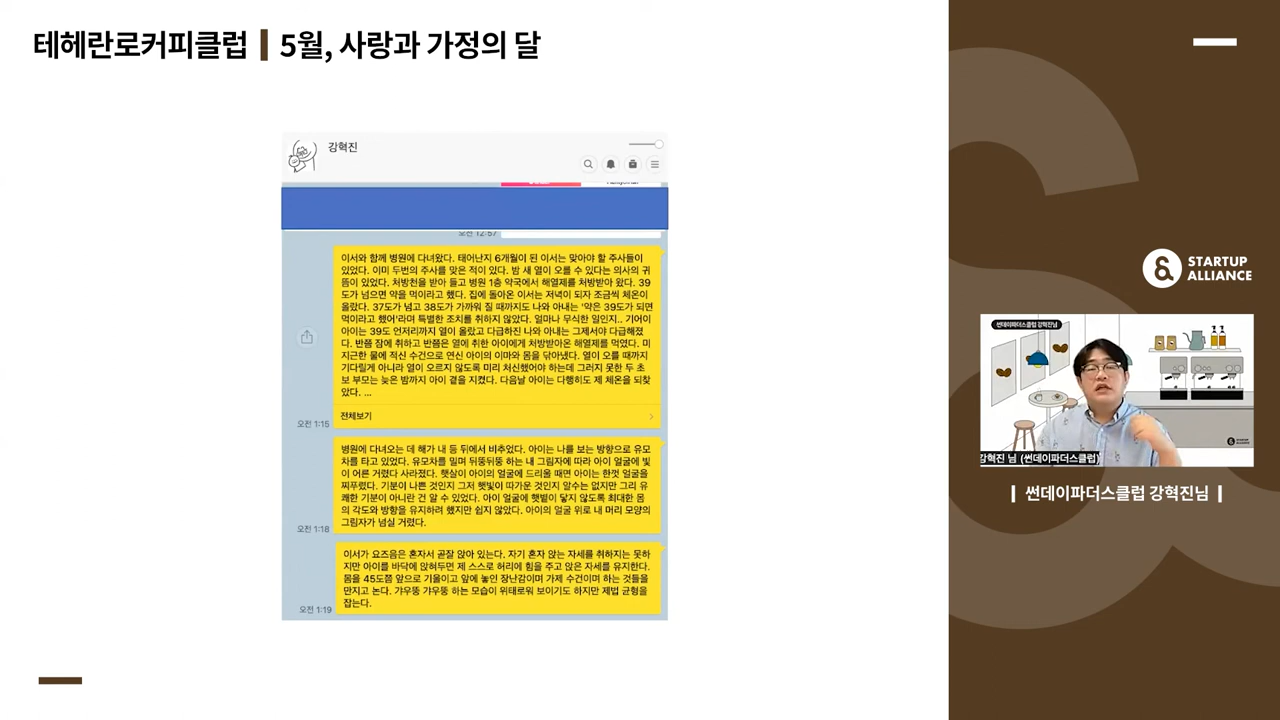 테헤란로커피클럽 | 5월, 사랑과 가정의 달
강혁진
오전 12:57
이서와 함께 병원에 다녀왔다. 태어난지 6개월이 된 이서는 맞아야 할 주사들이
있었다. 이미 두번의 주사를 맞은 적이 있다. 밤 새 열이 오를 수 있다는 의사의 귀
뜸이 있었다. 처방천을 받아 들고 병원 1층 약국에서 해열제를 처방받아 왔다. 39
도가 넘으면 약을 먹이라고 했다. 집에 돌아온 이서는 저녁이 되자 조금씩 체온이
올랐다. 37도가 넘고 38도가 가까워 질 때까지도 나와 아내는 '약은 39도가 되면
먹이라고 했어'라며 특별한 조치를 취하지 않았다. 얼마나 무식한 일인지.. 기어이
아이는 39도 언저리까지 열이 올랐고 다급하진 나와 아내는 그제서야 다급해졌
다. 반쯤 잠에 취하고 반쯤은 열에 취한 아이에게 처방받아온 해열제를 먹였다. 미
지근한 물에 적신 수건으로 연신 아이의 이마와 몸을 닦아냈다. 열이 오를 때까지
기다릴게 아니라 열이 오르지 않도록 미리 처신했어야 하는데 그러지 못한 두 초
보 부모는 늦은 밤까지 아이 곁을 지켰다. 다음날 아이는 다행히도 제 체온을 되찾
았다. ...
전체보기
오전 1:15
병원에 다녀오는 데 해가 내 등 뒤에서 비추었다. 아이는 나를 보는 방향으로 유모
차를 타고 있었다. 유모차를 밀며 뒤뚱뒤뚱 하는 내 그림자에 따라 아이 얼굴에 빛
이 어른 거렸다 사라졌다. 햇살이 아이의 얼굴에 드리울 때면 아이는 한껏 얼굴을
찌푸렸다. 기분이 나쁜 것인지 그저 햇빛이 따가운 것인지 알수는 없지만 그리 유
쾌한 기분이 아니란 건 알 수 있었다. 아이 얼굴에 햇볕이 닿지 않도록 최대한 몸
의 각도와 방향을 유지하려 했지만 쉽지 않았다. 아이의 얼굴 위로 내 머리 모양의
그림자가 넘실 거렸다.
오전 1:18
이서가 요즈음은 혼자서 곧잘 앉아 있는다. 자기 혼자 앉는 자세를 취하지는 못하
지만 아이를 바닥에 앉혀두면 제 스스로 허리에 힘을 주고 앉은 자세를 유지한다.
몸을 45도쯤 앞으로 기울이고 앞에 놓인 장난감이며 가제 수건이며 하는 것들을
만지고 논다. 갸우뚱 갸우뚱 하는 모습이 위태로워 보이기도 하지만 제법 균형을
잡는다.
오전 1:19
STARTUP
ALLIANCE
썬데이파더스클럽 강혁진님
강혁진 님 (썬데이파더스클럽)
| 썬데이파더스클럽 강혁진님 |